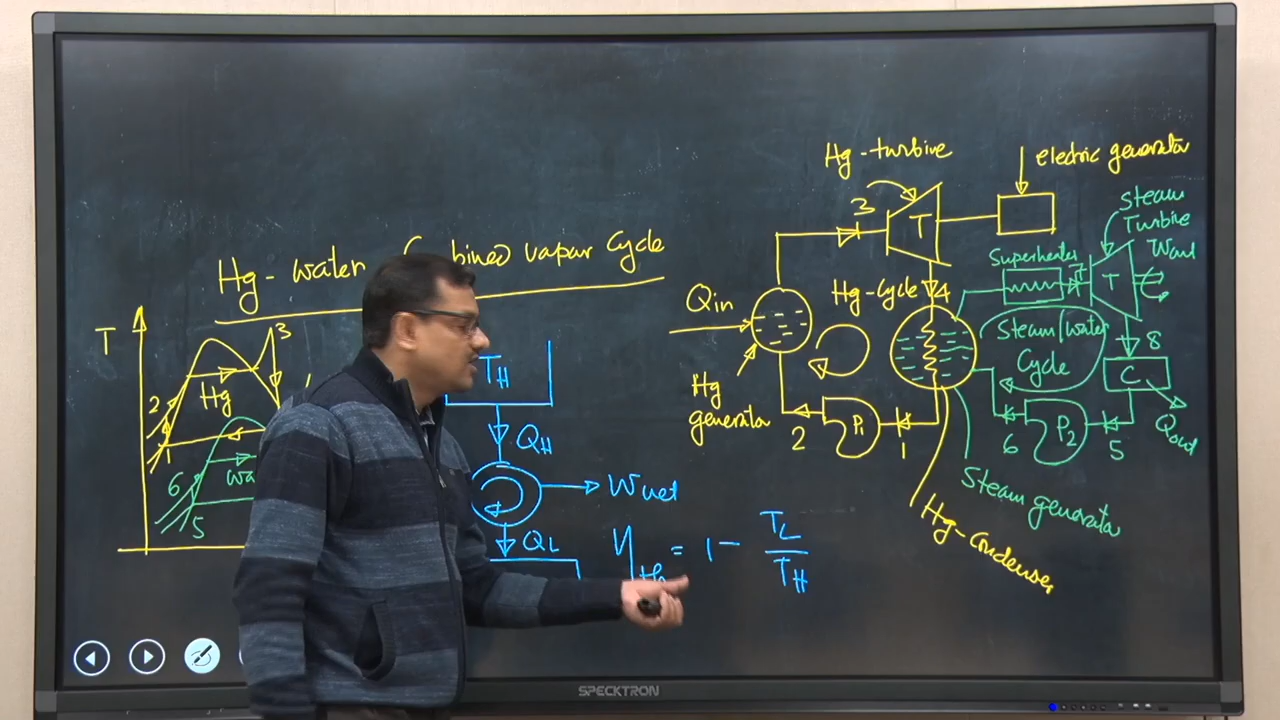 Hg-turbine
electric generator
3
T
Steam
Turbine
Wout
Superheater
T
Hg - water vapur Cycle
Qin
Hg-Cycle
4
Steam/water
Cycle
8
C
Qout
Hg
generator
2
P1
1
6
P2
5
Steam generator
Hg-Condenser
T
3
2
Hg
1
6
5
TH
QH
Wnet
QL
η = 1 - TL
TH
SPECKTRON